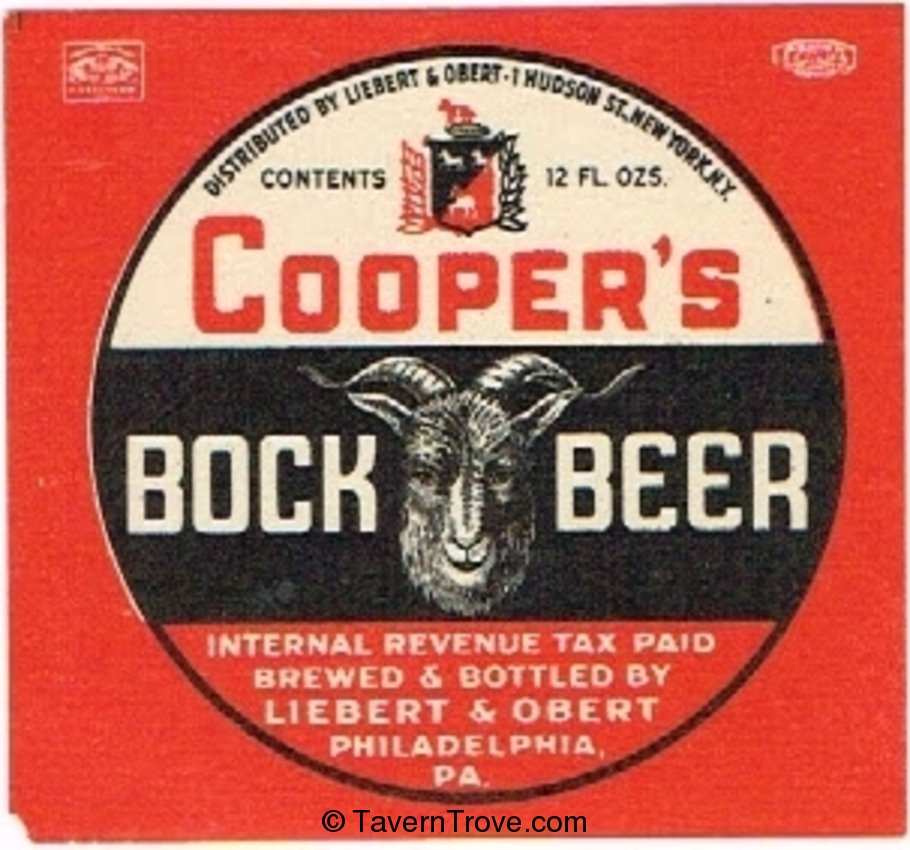 DISTRIBUTED BY LIEBERT & OBERT-1 HUDSON ST., NEW YORK, N.Y.
CONTENTS 12 FL. OZS.
COOPER'S
BOCK BEER
INTERNAL REVENUE TAX PAID
BREWED & BOTTLED BY
LIEBERT & OBERT
PHILADELPHIA,
PA.
© TavernTrove.com